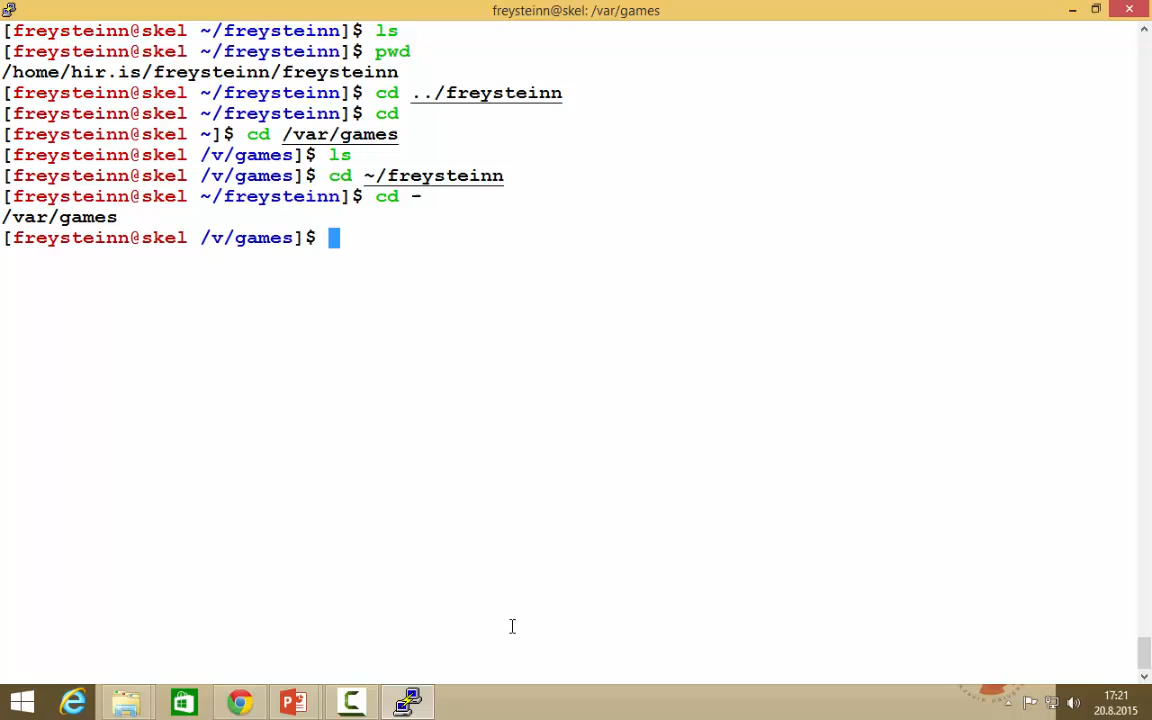 freysteinn@skel: /var/games
[freysteinn@skel ~/freysteinn]$ ls
[freysteinn@skel ~/freysteinn]$ pwd
/home/hir.is/freysteinn/freysteinn
[freysteinn@skel ~/freysteinn]$ cd ../freysteinn
[freysteinn@skel ~/freysteinn]$ cd
[freysteinn@skel ~]$ cd /var/games
[freysteinn@skel /v/games]$ ls
[freysteinn@skel /v/games]$ cd ~/freysteinn
[freysteinn@skel ~/freysteinn]$ cd -
/var/games
[freysteinn@skel /v/games]$
17:21
20.8.2015